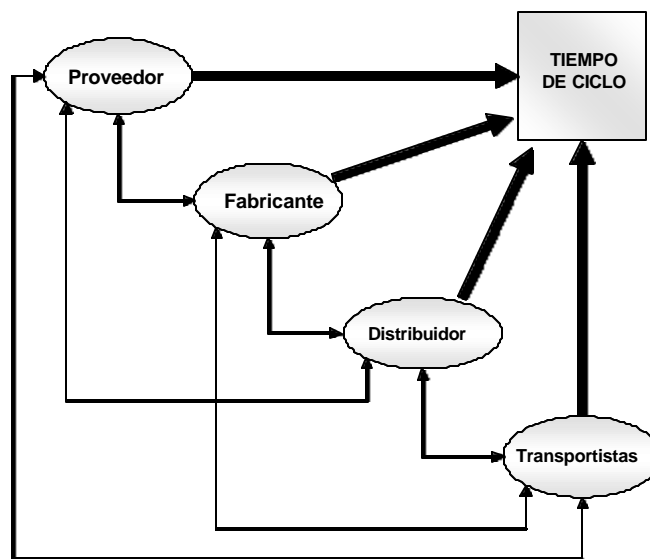 TIEMPO
DE CICLO
Proveedor
Fabricante
Distribuidor
Transportistas